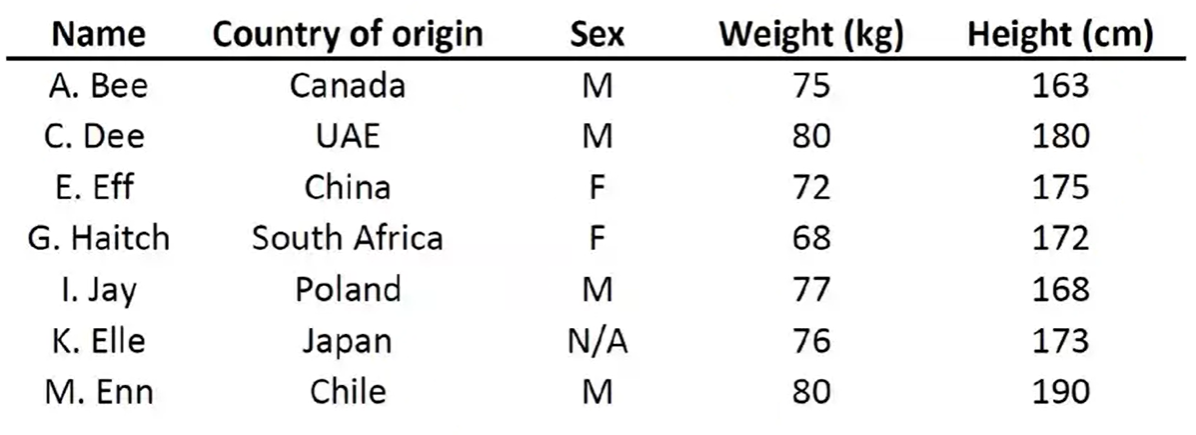 Name Country of origin Sex Weight (kg) Height (cm)
A. Bee Canada M 75 163
C. Dee UAE M 80 180
E. Eff China F 72 175
G. Haitch South Africa F 68 172
I. Jay Poland M 77 168
K. Elle Japan N/A 76 173
M. Enn Chile M 80 190